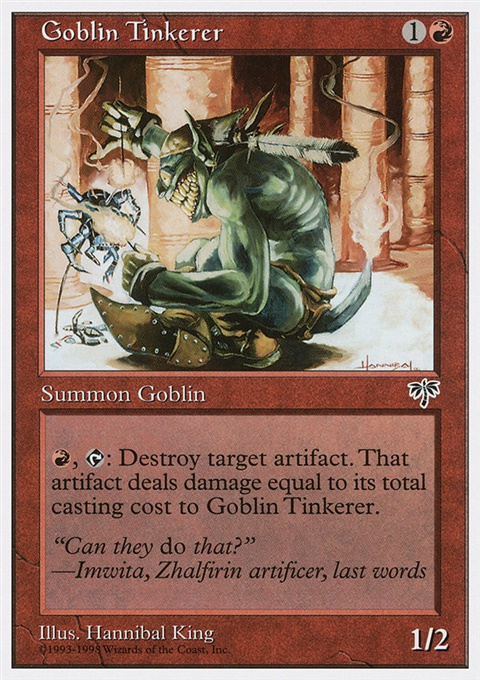 Goblin Tinkerer 1
HANNIBAL
Summon Goblin
, : Destroy target artifact. That
artifact deals damage equal to its total
casting cost to Goblin Tinkerer.
“Can they do that?”
—Imwita, Zhalfirin artificer, last words
Illus. Hannibal King
©1993-1998 Wizards of the Coast, Inc.
1/2